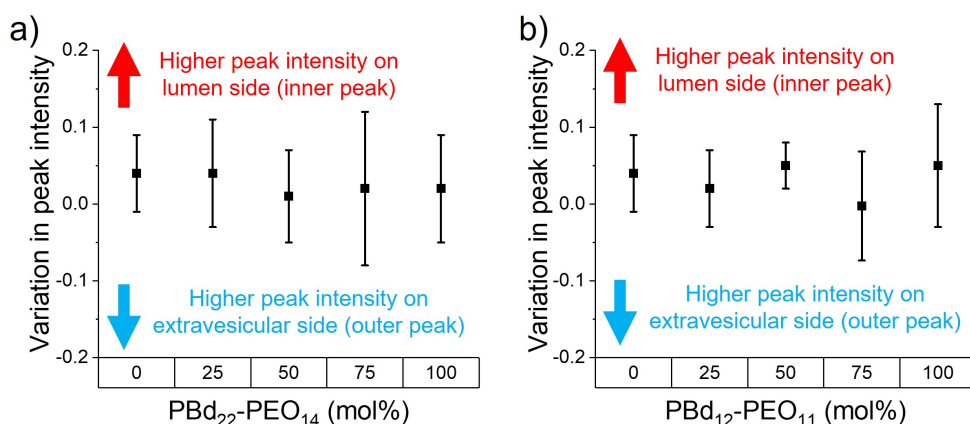 a)
Variation in peak intensity
0.2
0.1
0.0
-0.1
-0.2
Higher peak intensity on
lumen side (inner peak)
Higher peak intensity on
extravesicular side (outer peak)
0 25 50 75 100
PBd₂₂-PEO₁₄ (mol%)
b)
Variation in peak intensity
0.2
0.1
0.0
-0.1
-0.2
Higher peak intensity on
lumen side (inner peak)
Higher peak intensity on
extravesicular side (outer peak)
0 25 50 75 100
PBd₁₂-PEO₁₁ (mol%)